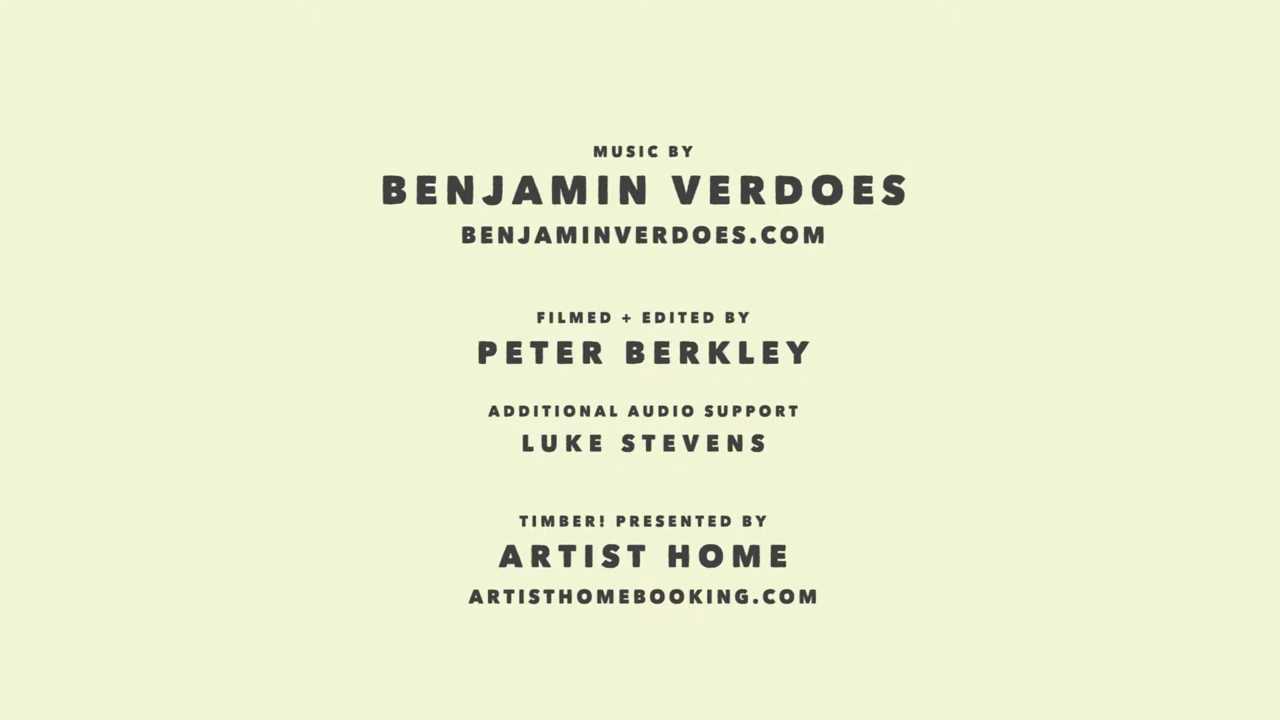 MUSIC BY
BENJAMIN VERDOES
BENJAMINVERDOES.COM
FILMED + EDITED BY
PETER BERKLEY
ADDITIONAL AUDIO SUPPORT
LUKE STEVENS
TIMBER! PRESENTED BY
ARTIST HOME
ARTISTHOMEBOOKING.COM